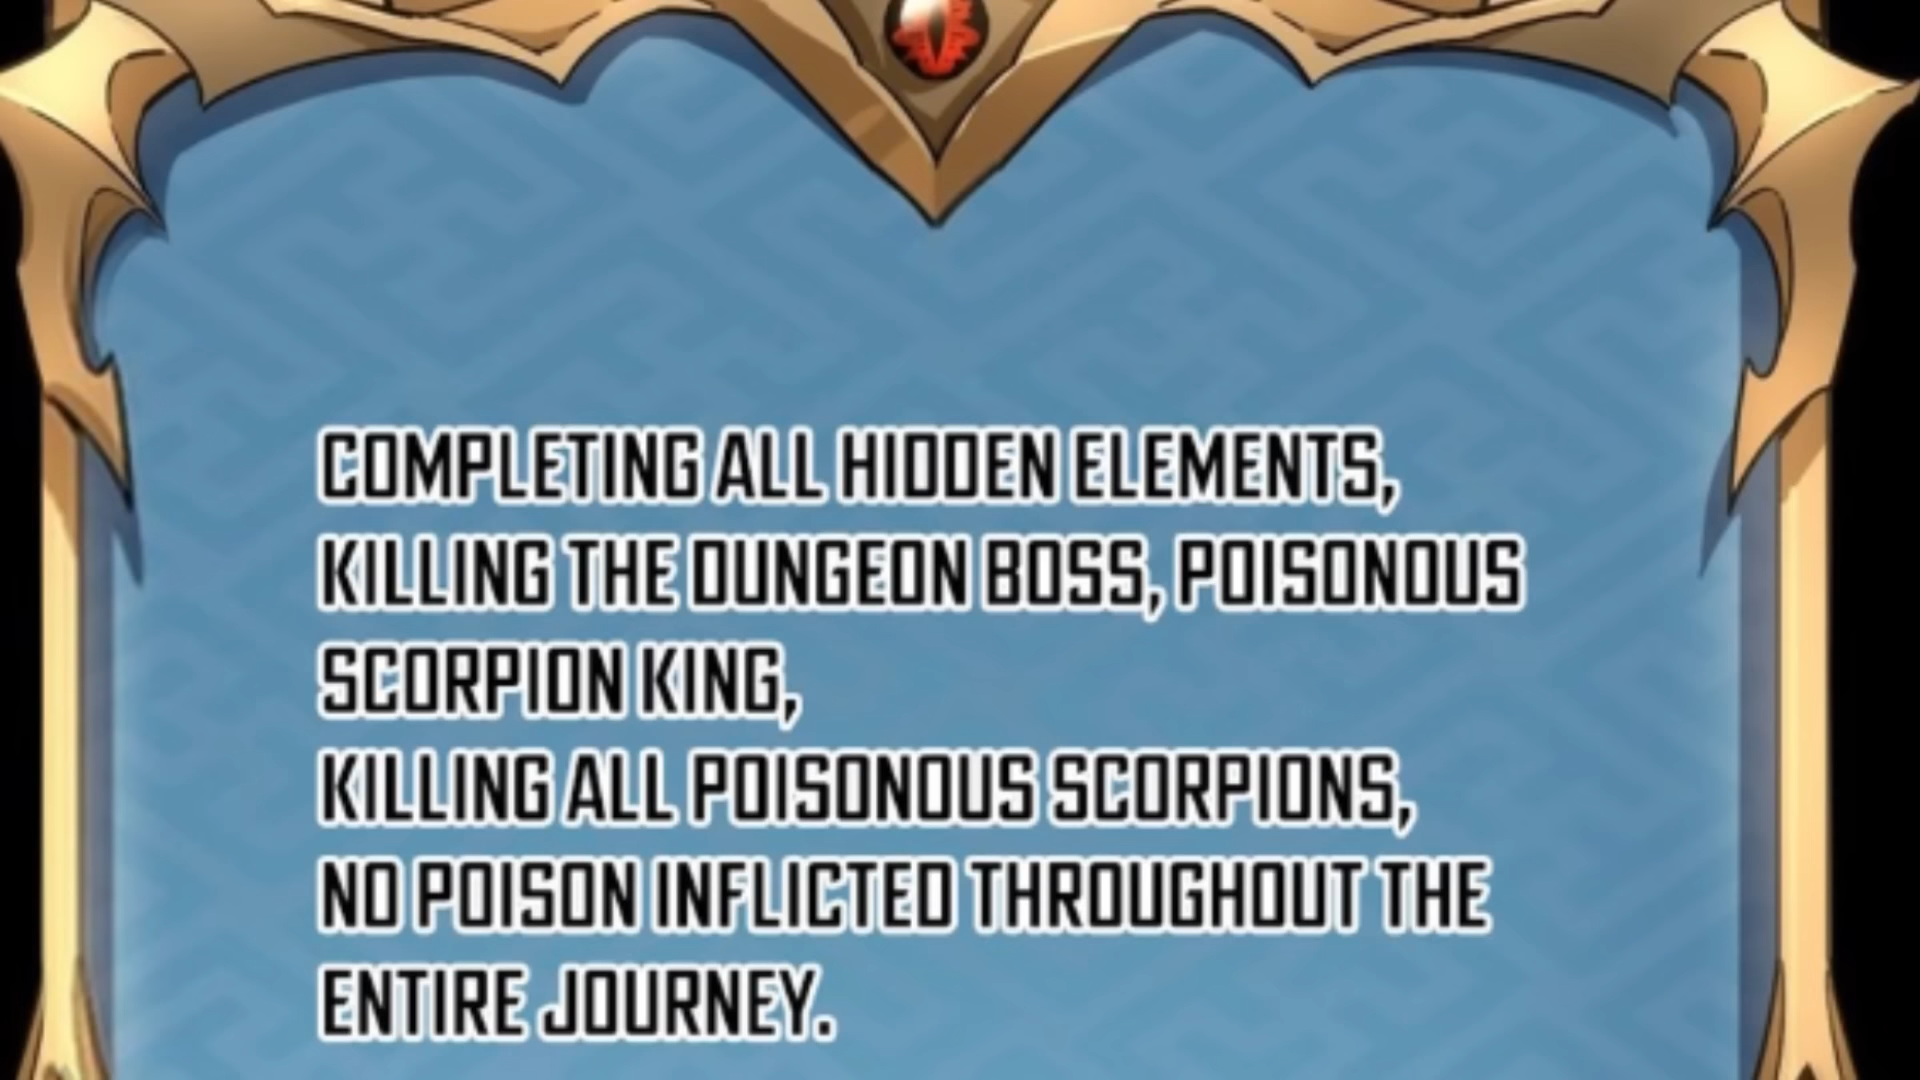 COMPLETING ALL HIDDEN ELEMENTS,
KILLING THE DUNGEON BOSS, POISONOUS
SCORPION KING,
KILLING ALL POISONOUS SCORPIONS,
NO POISON INFLICTED THROUGHOUT THE
ENTIRE JOURNEY.